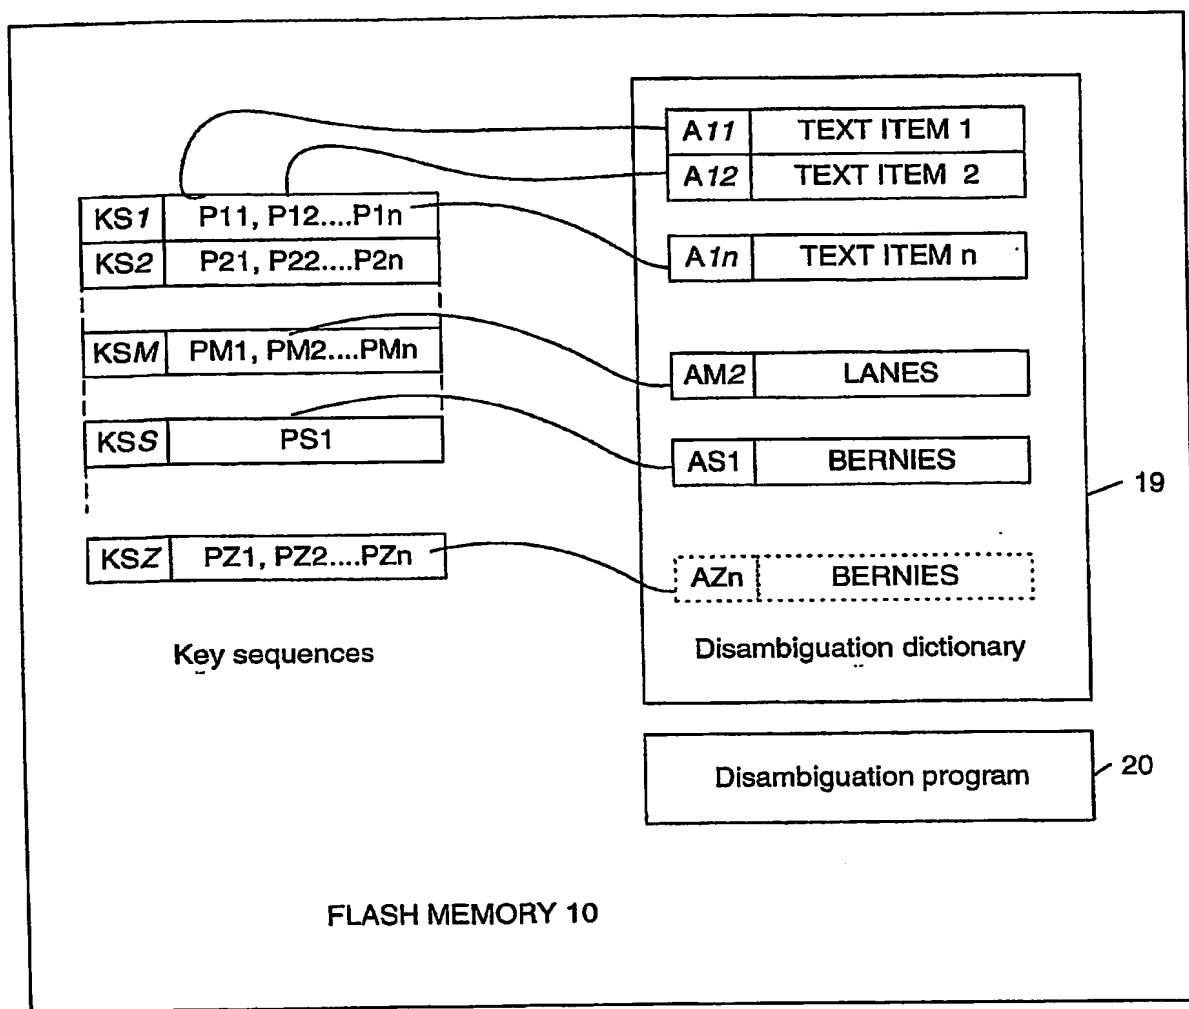 A11 TEXT ITEM 1
A12 TEXT ITEM 2
KS1 P11, P12....P1n
KS2 P21, P22....P2n
A1n TEXT ITEM n
KSM PM1, PM2....PMn
AM2 LANES
KSS PS1
AS1 BERNIES
19
KSZ PZ1, PZ2....PZn
AZn BERNIES
Key sequences
Disambiguation dictionary
Disambiguation program
20
FLASH MEMORY 10